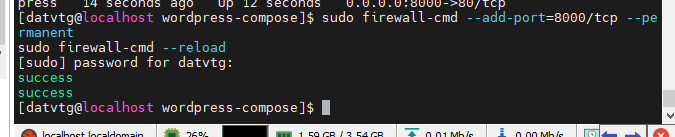 press   14 seconds ago   Up 12 seconds   0.0.0.0:8000->80/tcp
[datvtg@localhost wordpress-compose]$ sudo firewall-cmd --add-port=8000/tcp --pe
rmanent
sudo firewall-cmd --reload
[sudo] password for datvtg:
success
success
[datvtg@localhost wordpress-compose]$
localhost.localdomain   26%   1.59 GB / 3.54 GB   0.01 Mb/s   0.00 Mb/s